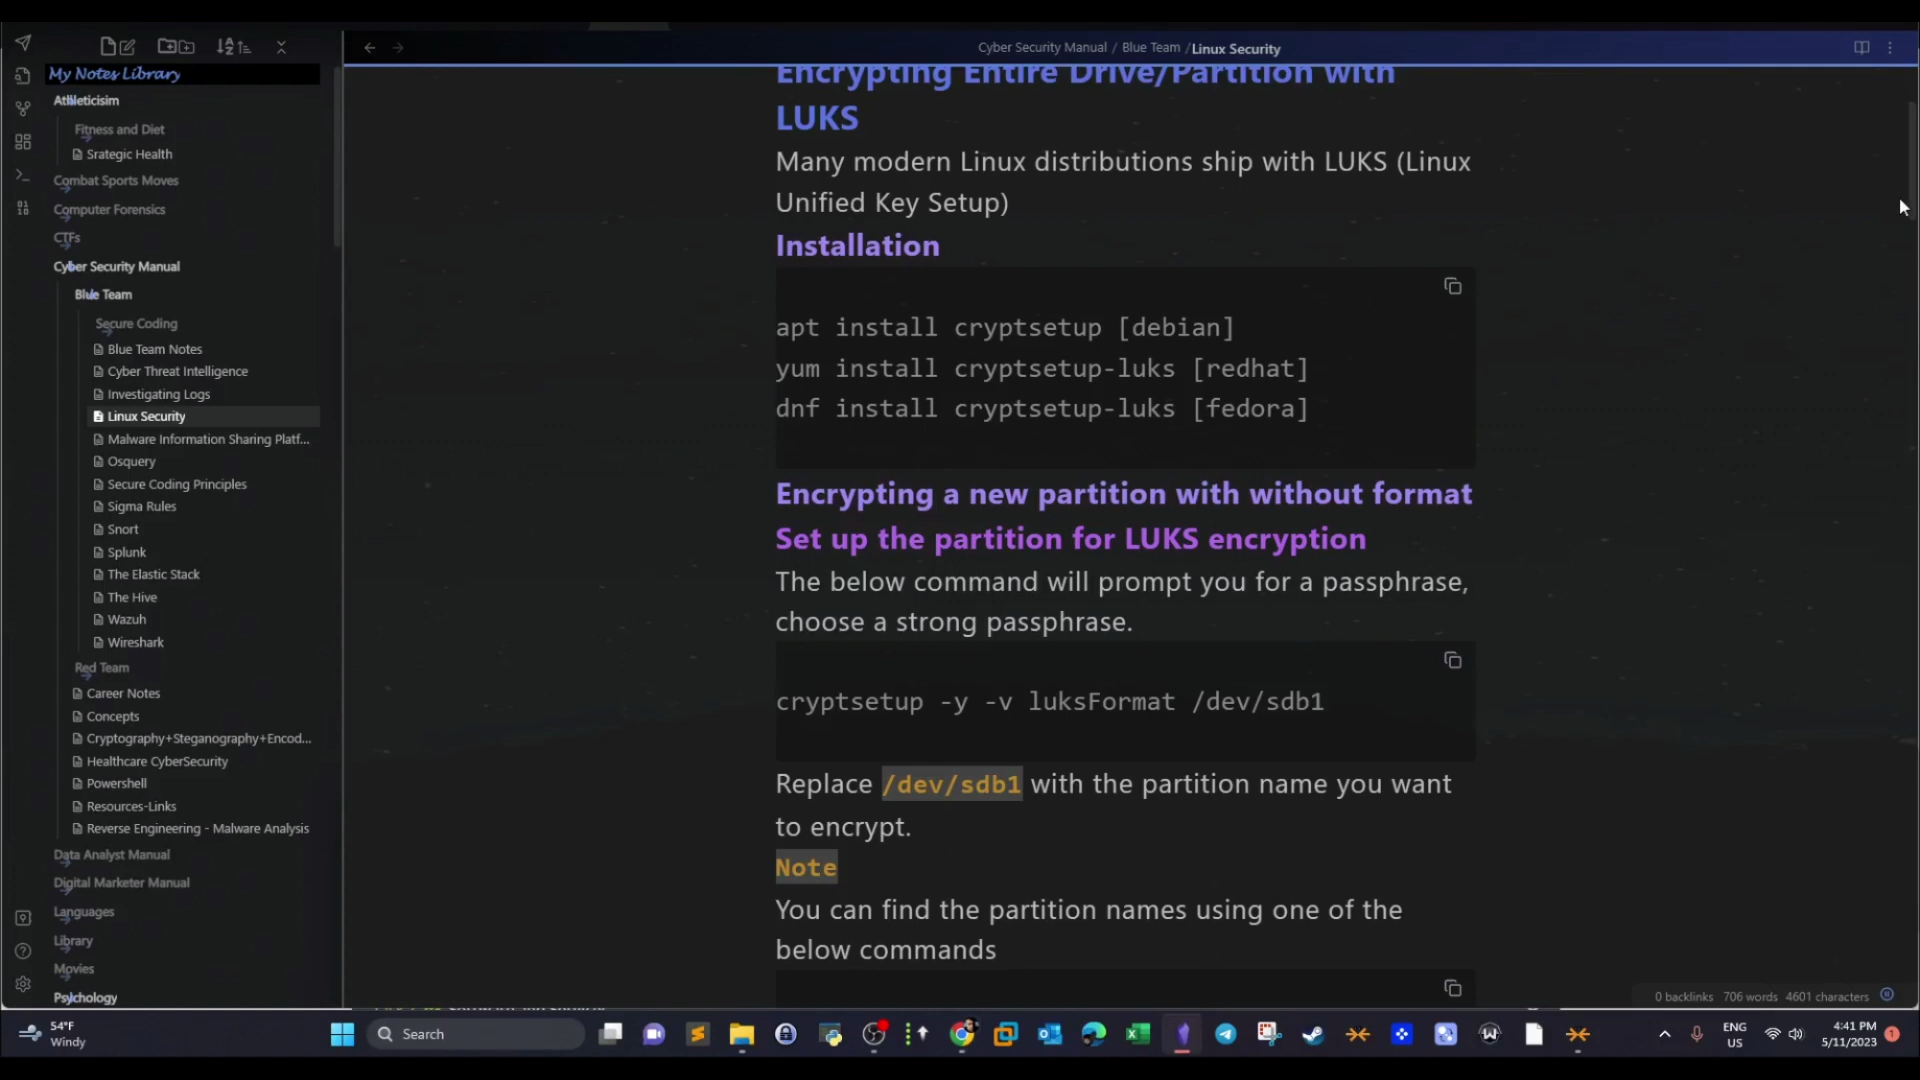 Cyber Security Manual / Blue Team / Linux Security
My Notes Library
Athleticisim
Fitness and Diet
Srategic Health
Combat Sports Moves
Computer Forensics
CTFs
Cyber Security Manual
Blue Team
Secure Coding
Blue Team Notes
Cyber Threat Intelligence
Investigating Logs
Linux Security
Malware Information Sharing Platf...
Osquery
Secure Coding Principles
Sigma Rules
Snort
Splunk
The Elastic Stack
The Hive
Wazuh
Wireshark
Red Team
Career Notes
Concepts
Cryptography+Steganography+Encod...
Healthcare CyberSecurity
Powershell
Resources-Links
Reverse Engineering - Malware Analysis
Data Analyst Manual
Digital Marketer Manual
Languages
Library
Movies
Psychology
Encrypting Entire Drive/Partition with
LUKS
Many modern Linux distributions ship with LUKS (Linux
Unified Key Setup)
Installation
apt install cryptsetup [debian]
yum install cryptsetup-luks [redhat]
dnf install cryptsetup-luks [fedora]
Encrypting a new partition with without format
Set up the partition for LUKS encryption
The below command will prompt you for a passphrase,
choose a strong passphrase.
cryptsetup -y -v luksFormat /dev/sdb1
Replace /dev/sdb1 with the partition name you want
to encrypt.
Note
You can find the partition names using one of the
below commands
0 backlinks 706 words 4601 characters
54°F
Windy
Search
ENG
US
4:41 PM
5/11/2023
1